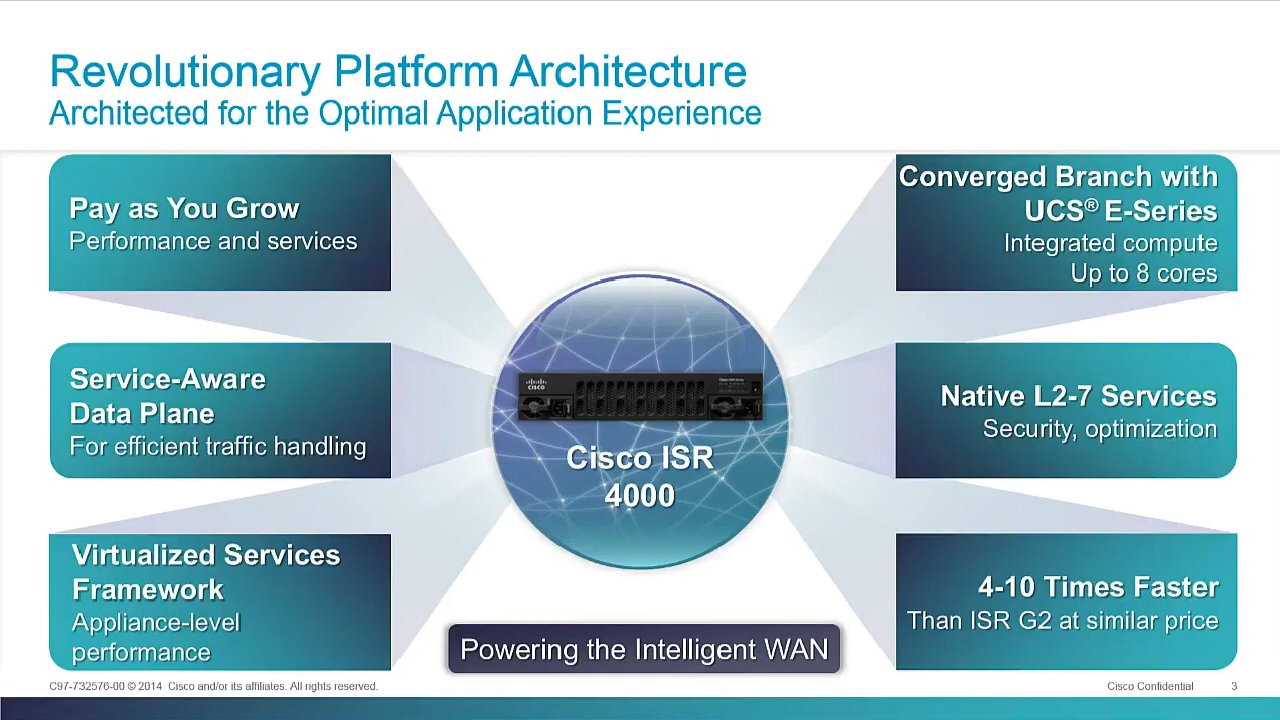 Revolutionary Platform Architecture
Architected for the Optimal Application Experience
Pay as You Grow
Performance and services
Service-Aware
Data Plane
For efficient traffic handling
Virtualized Services
Framework
Appliance-level
performance
CISCO
Cisco ISR
4000
Powering the Intelligent WAN
Converged Branch with
UCS® E-Series
Integrated compute
Up to 8 cores
Native L2-7 Services
Security, optimization
4-10 Times Faster
Than ISR G2 at similar price
C97-732576-00 © 2014 Cisco and/or its affiliates. All rights reserved.
Cisco Confidential
3